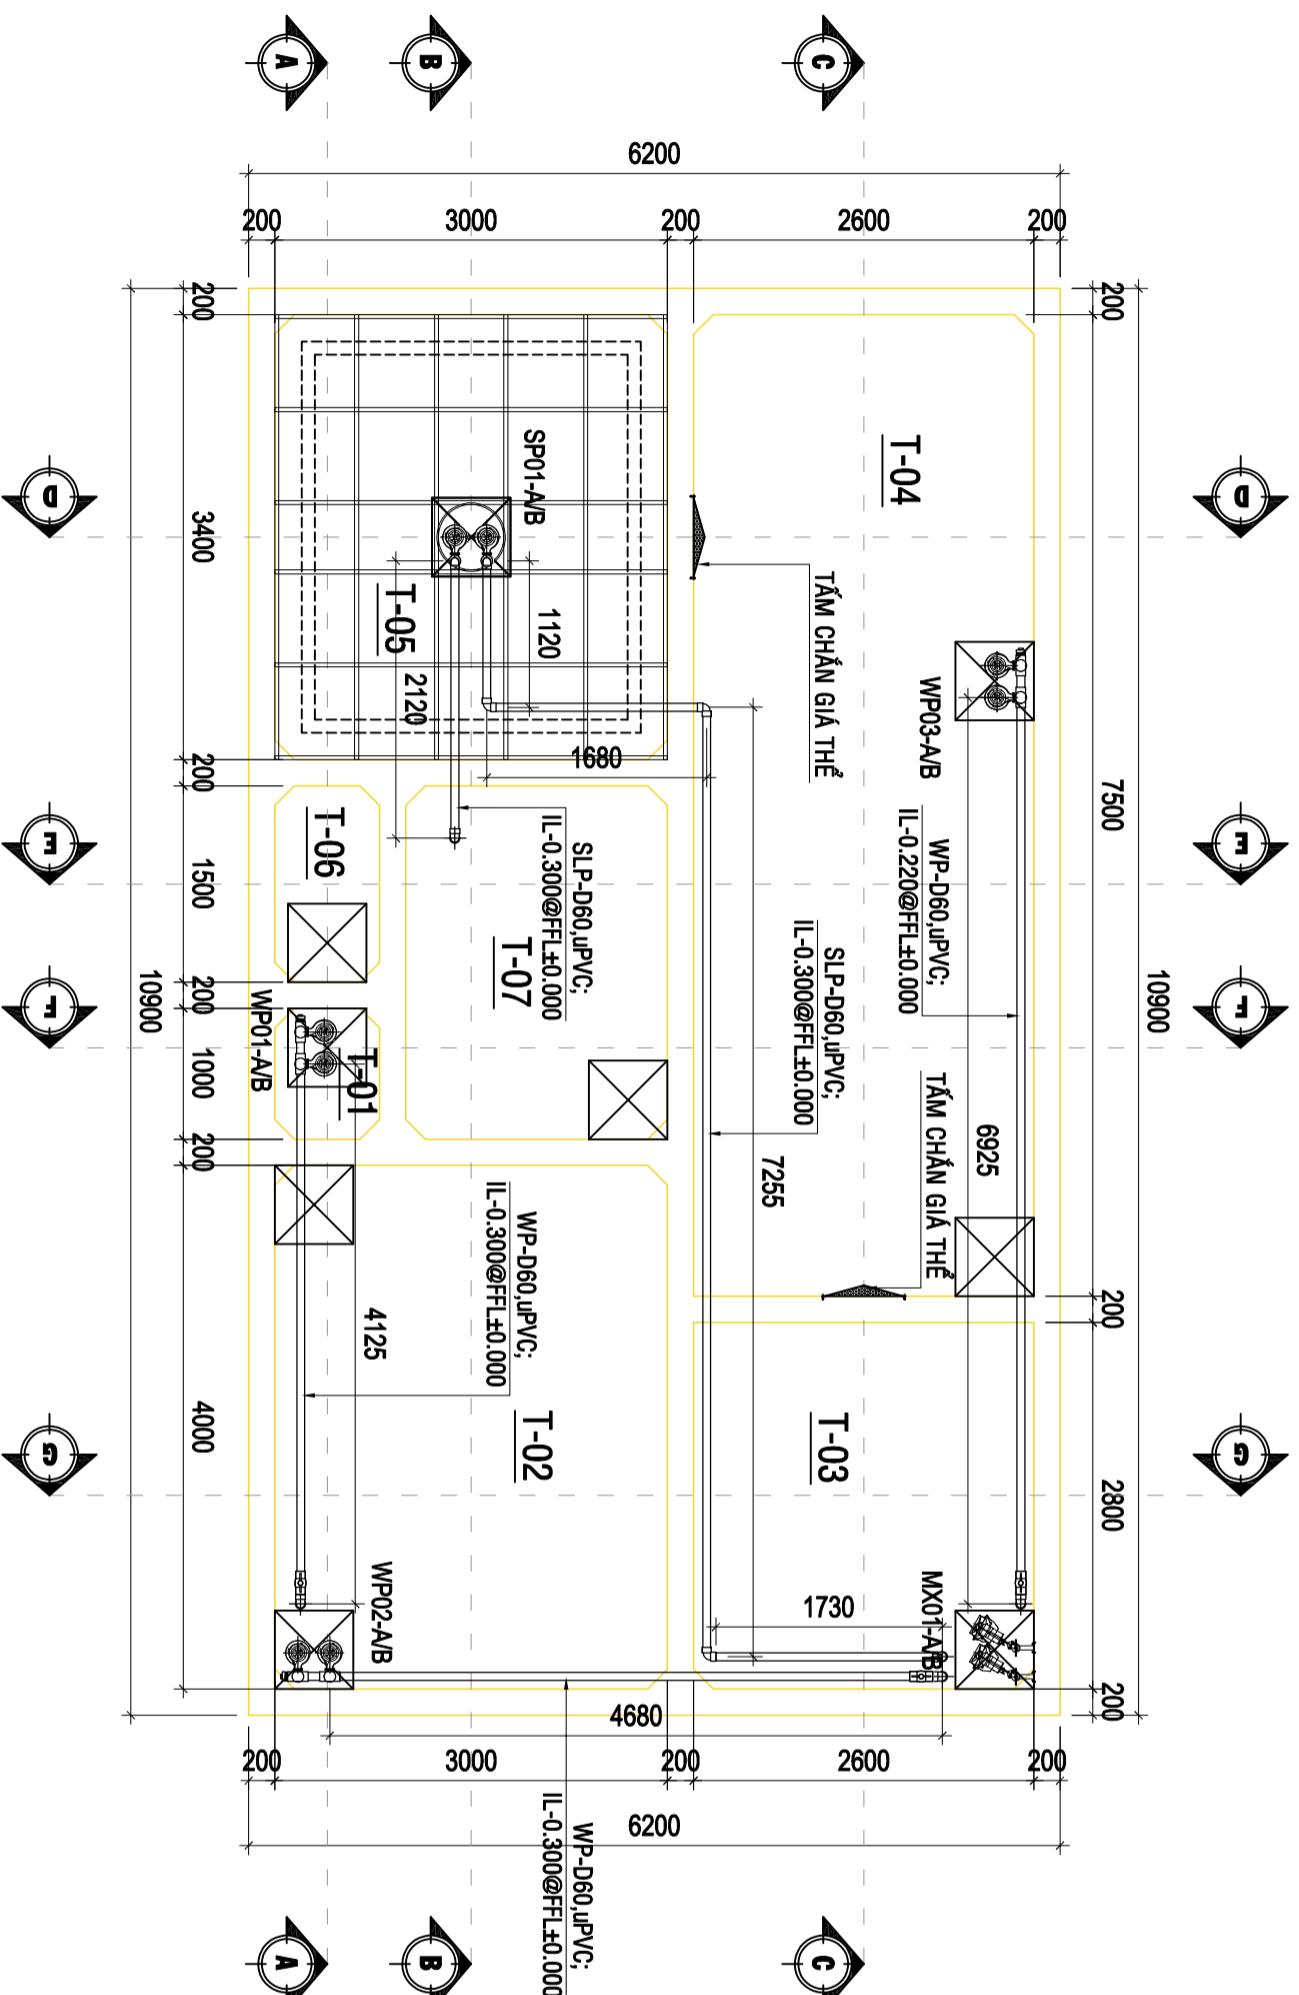 A
B
C
6200
200
3000
200
2600
200
200
3400
200
1500
200
1000
200
4000
10900
200
7500
200
2800
200
10900
D
D
E
E
F
F
G
G
T-04
SP01-A/B
T-05
1120
2120
1680
TẤM CHẮN GIÁ THỂ
WP03-A/B
WP-D60,uPVC;
IL-0.220@FFL±0.000
T-06
SLP-D60,uPVC;
IL-0.300@FFL±0.000
T-07
SLP-D60,uPVC;
IL-0.300@FFL±0.000
WP01-A/B
T-01
7255
6925
TẤM CHẮN GIÁ THỂ
WP-D60,uPVC;
IL-0.300@FFL±0.000
4125
T-02
T-03
WP02-A/B
1730
MX01-A/B
4680
200
3000
200
2600
200
6200
WP-D60,uPVC;
IL-0.300@FFL±0.000
A
B
C